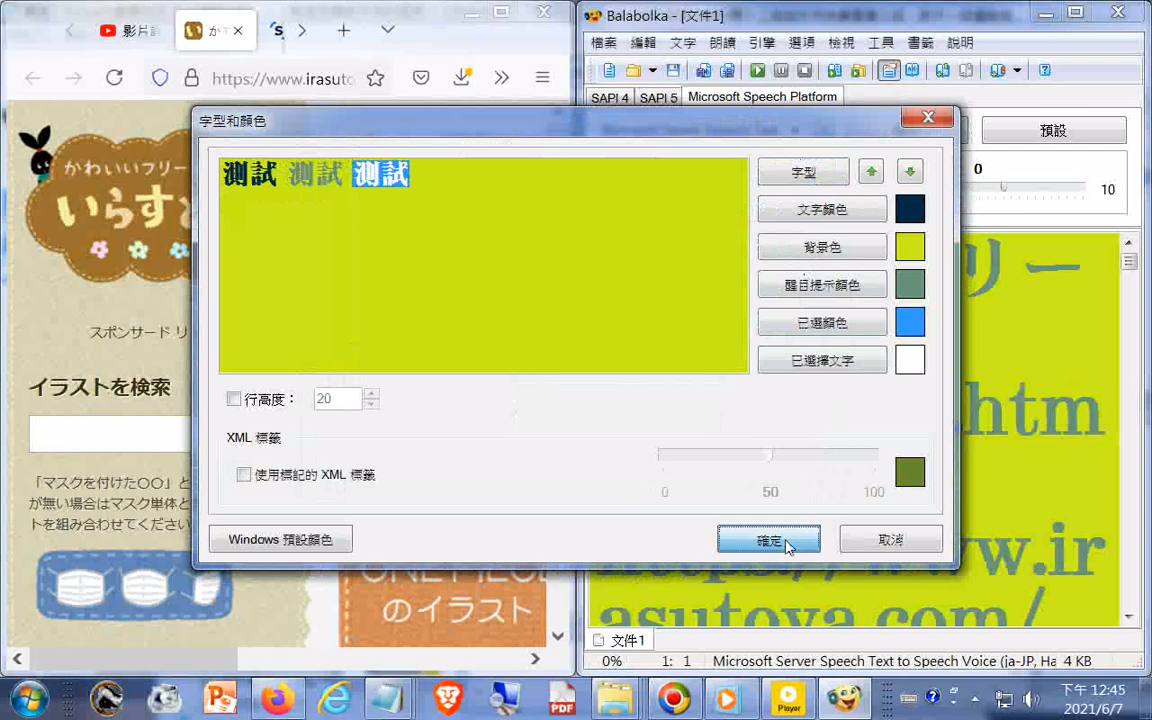 影片
か
https://www.irasuto
かわいいフリー
いらすと
スポンサード リ
イラストを検索
「マスクを付けた〇〇」と
が無い場合はマスク単体と
トを組み合わせてください
ONE PIECE
のイラスト
Balabolka - [文件1]
檔案 編輯 文字 朗讀 引擎 選項 檢視 工具 書籤 說明
SAPI 4 SAPI 5 Microsoft Speech Platform
預設
0
10
字型和顏色
測試 測試 測試
字型
文字顏色
背景色
醒目提示顏色
已選顏色
已選擇文字
行高度： 20
XML 標籤
使用標記的 XML 標籤
0 50 100
Windows 預設顏色 確定 取消
リー
.htm
https://www.ir
asutoya.com/
文件1
0% 1: 1 Microsoft Server Speech Text to Speech Voice (ja-JP, Ha 4 KB
PDF
Player
下午 12:45
2021/6/7